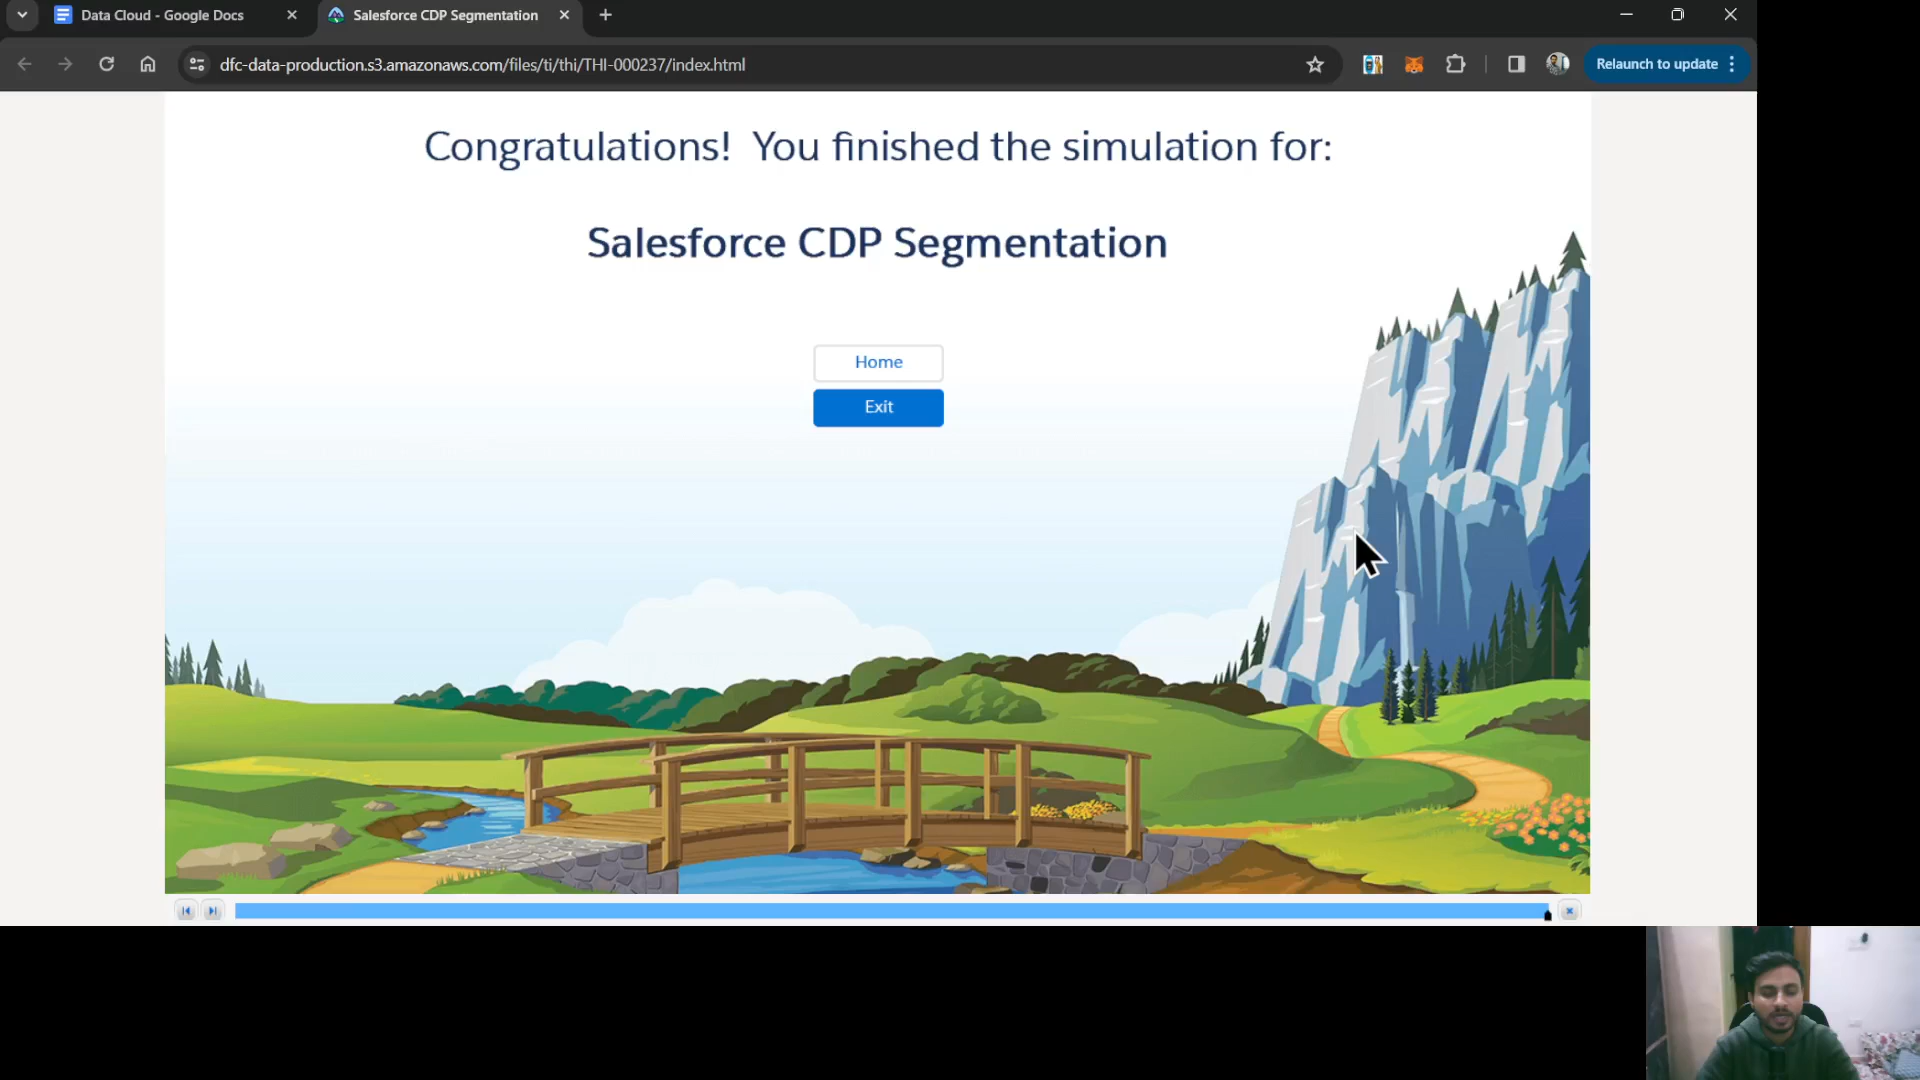 Data Cloud - Google Docs
Salesforce CDP Segmentation
dfc-data-production.s3.amazonaws.com/files/ti/thi/THI-000237/index.html
Relaunch to update
Congratulations! You finished the simulation for:
Salesforce CDP Segmentation
Home
Exit